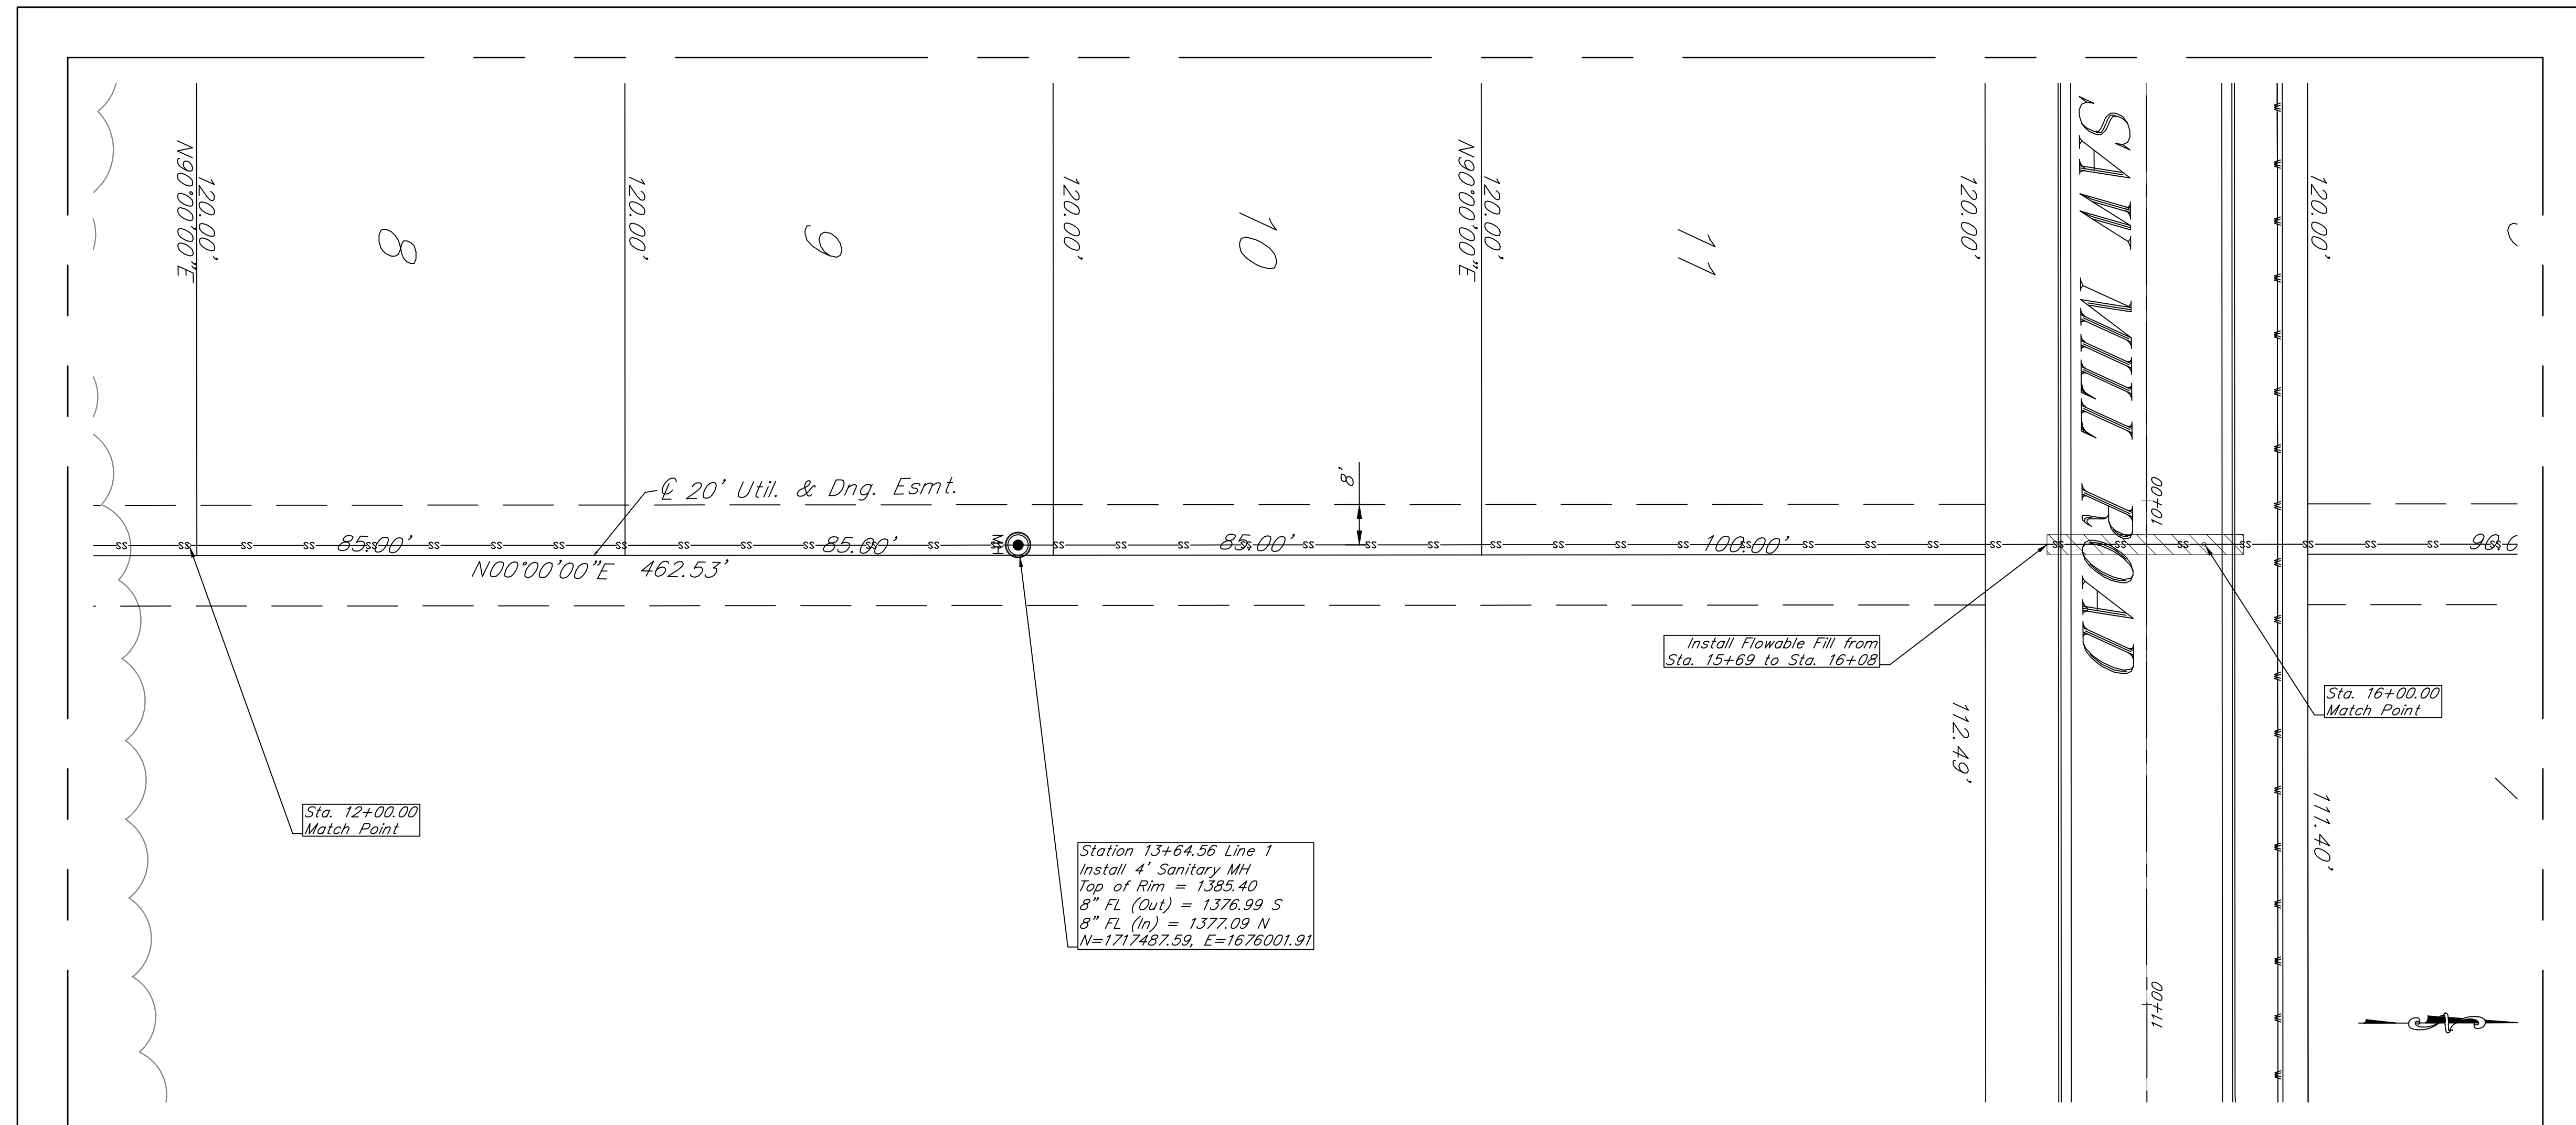 N90°00'00"E
120.00'
8
120.00'
9
120.00'
10
N90°00'00"E
120.00'
11
120.00'
SAW MILL ROAD
120.00'
℄ 20' Util. & Dng. Esmt.
8'
10+00
85.00'
MH
85.00'
85.00'
100.00'
N00°00'00"E 462.53'
Install Flowable Fill from
Sta. 15+69 to Sta. 16+08
Sta. 16+00.00
Match Point
112.49'
111.40'
Sta. 12+00.00
Match Point
Station 13+64.56 Line 1
Install 4' Sanitary MH
Top of Rim = 1385.40
8" FL (Out) = 1376.99 S
8" FL (In) = 1377.09 N
N=1717487.59, E=1676001.91
11+00